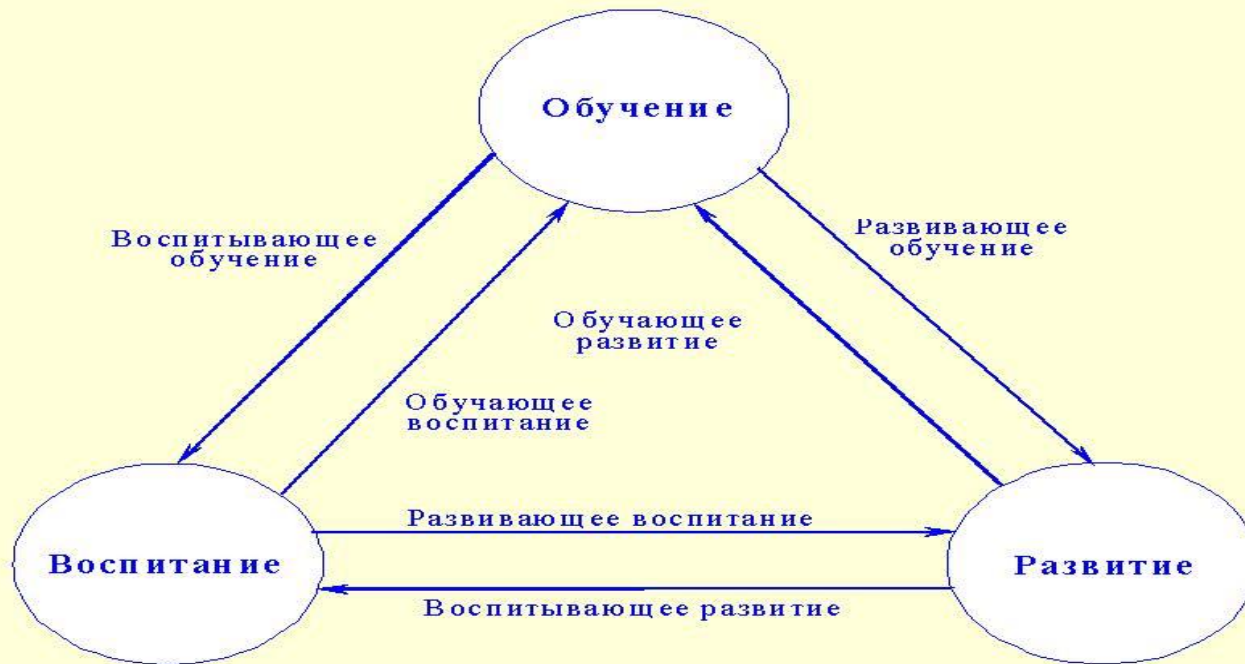 Обучение
Воспитывающее
обучение
Развивающее
обучение
Обучающее
развитие
Обучающее
воспитание
Развивающее воспитание
Воспитание
Развитие
Воспитывающее развитие